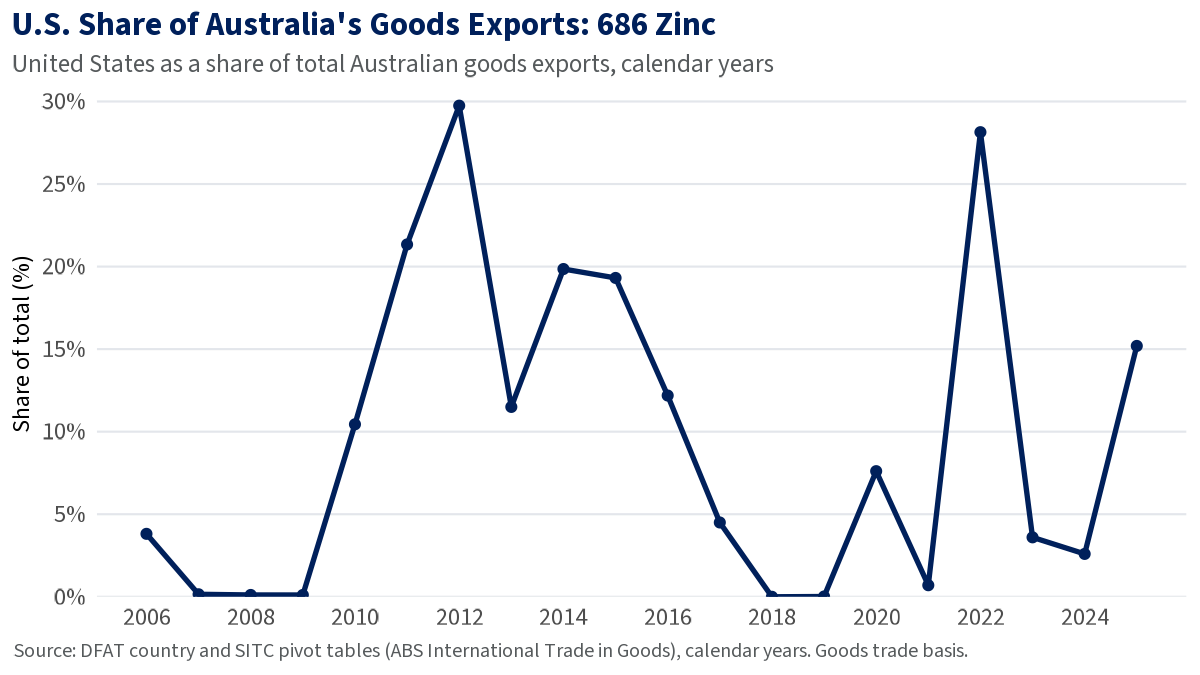 U.S. Share of Australia's Goods Exports: 686 Zinc
United States as a share of total Australian goods exports, calendar years
Share of total (%)
30%
25%
20%
15%
10%
5%
0%
2006 2008 2010 2012 2014 2016 2018 2020 2022 2024
Source: DFAT country and SITC pivot tables (ABS International Trade in Goods), calendar years. Goods trade basis.